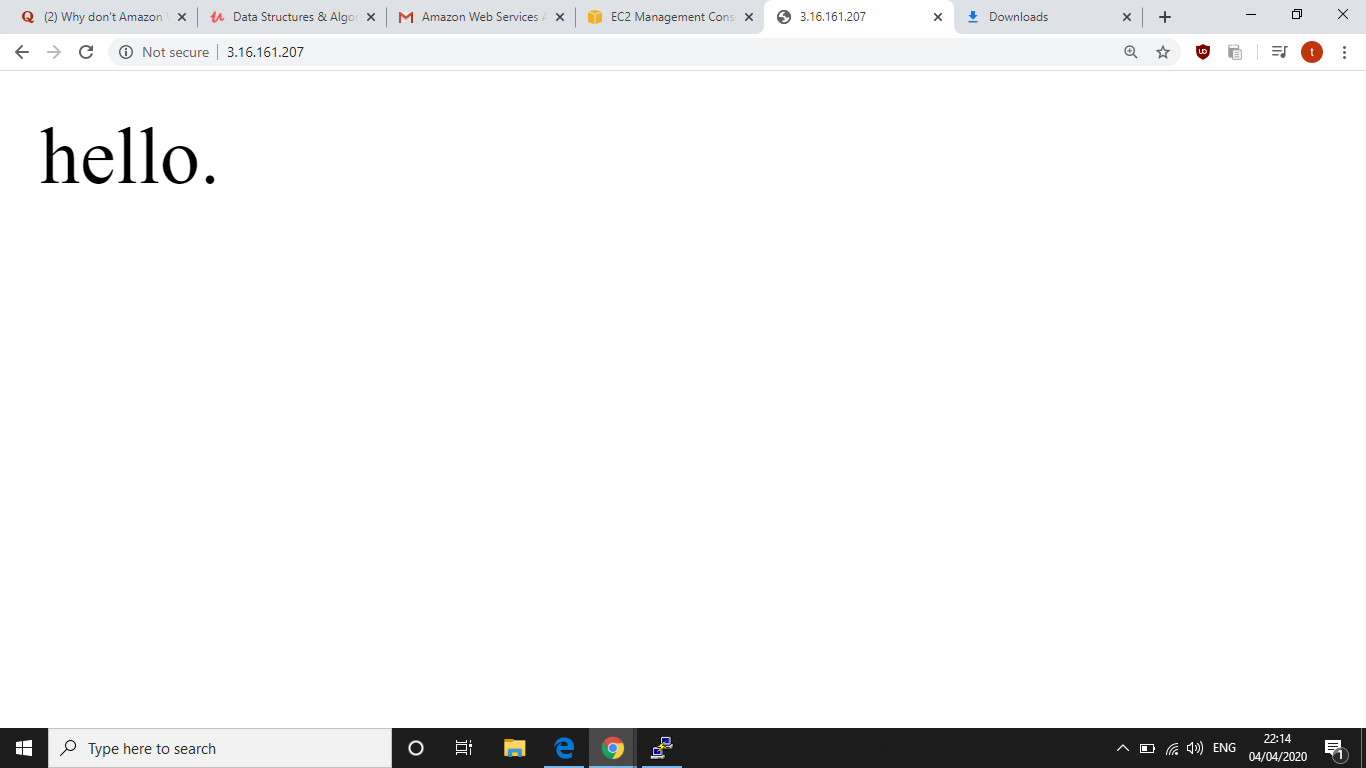 (2) Why don't Amazon
Data Structures & Algo
Amazon Web Services
EC2 Management Cons
3.16.161.207
Downloads
Not secure
3.16.161.207
t
hello.
Type here to search
ENG
22:14
04/04/2020
1